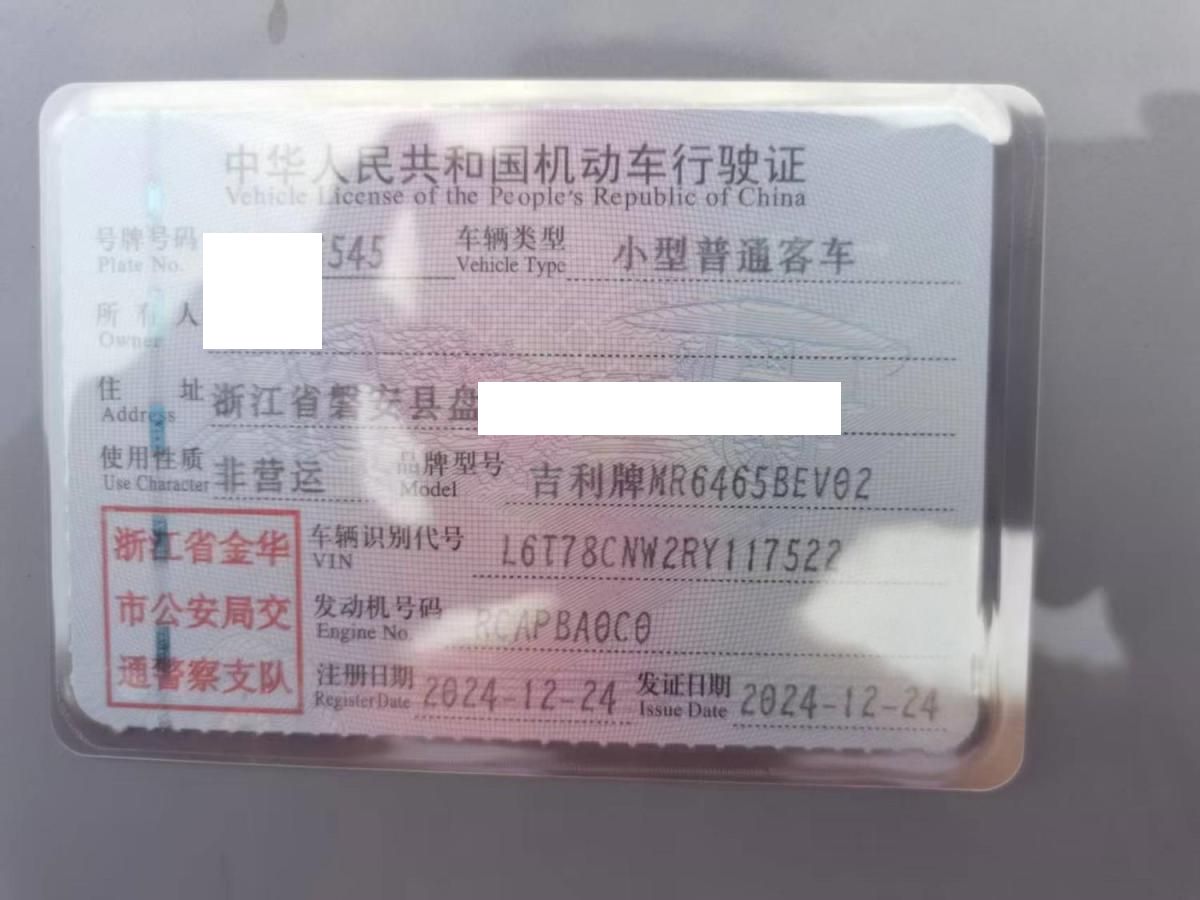 中华人民共和国机动车行驶证
Vehicle License of the People's Republic of China
号牌号码 545 车辆类型 小型普通客车
Plate No. Vehicle Type
所有人
Owner
住址 浙江省磐安县盘
Address
使用性质 非营运 品牌型号 吉利牌MR6465BEV02
Use Character Model
浙江省金华
市公安局交
通警察支队
车辆识别代号 L6T78CNW2RY117522
VIN
发动机号码 RCAPBA0C0
Engine No.
注册日期 2024-12-24 发证日期 2024-12-24
Register Date Issue Date